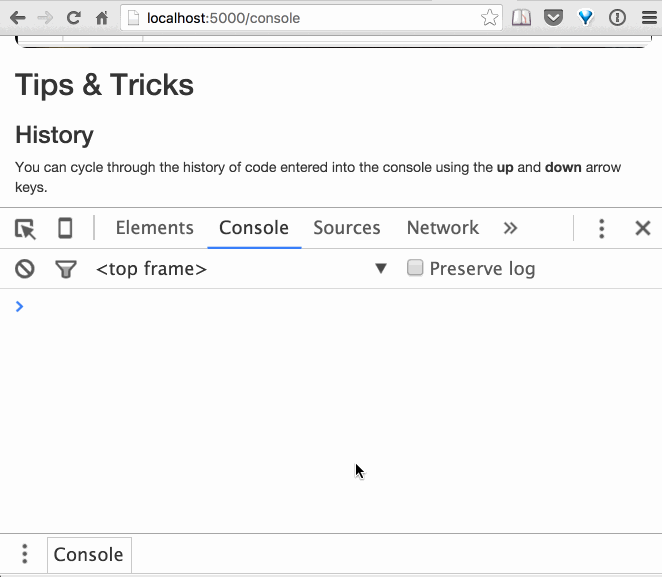 localhost:5000/console
Tips & Tricks
History
You can cycle through the history of code entered into the console using the up and down arrow
keys.
Elements Console Sources Network
<top frame> Preserve log
Console